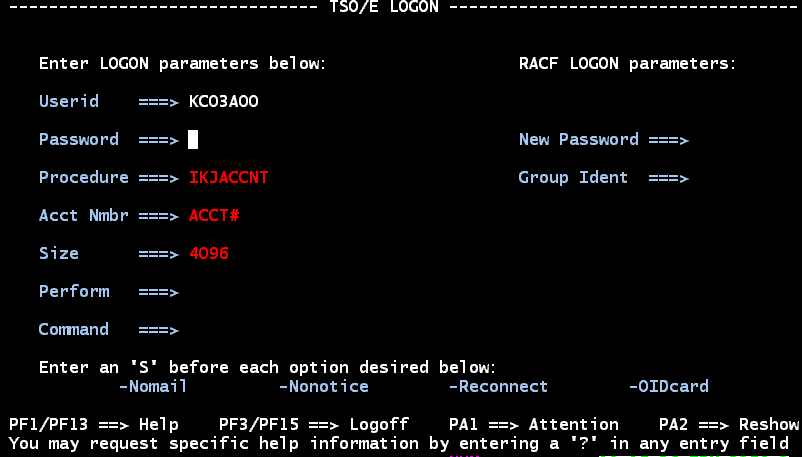 ------------------------------- TSO/E LOGON -----------------------------------
Enter LOGON parameters below: RACF LOGON parameters:
Userid ===> KC03A00
Password ===> New Password ===>
Procedure ===> IKJACCNT Group Ident ===>
Acct Nmbr ===> ACCT#
Size ===> 4096
Perform ===>
Command ===>
Enter an 'S' before each option desired below:
-Nomail -Nonotice -Reconnect -OIDcard
PF1/PF13 ==> Help PF3/PF15 ==> Logoff PA1 ==> Attention PA2 ==> Reshow
You may request specific help information by entering a '?' in any entry field